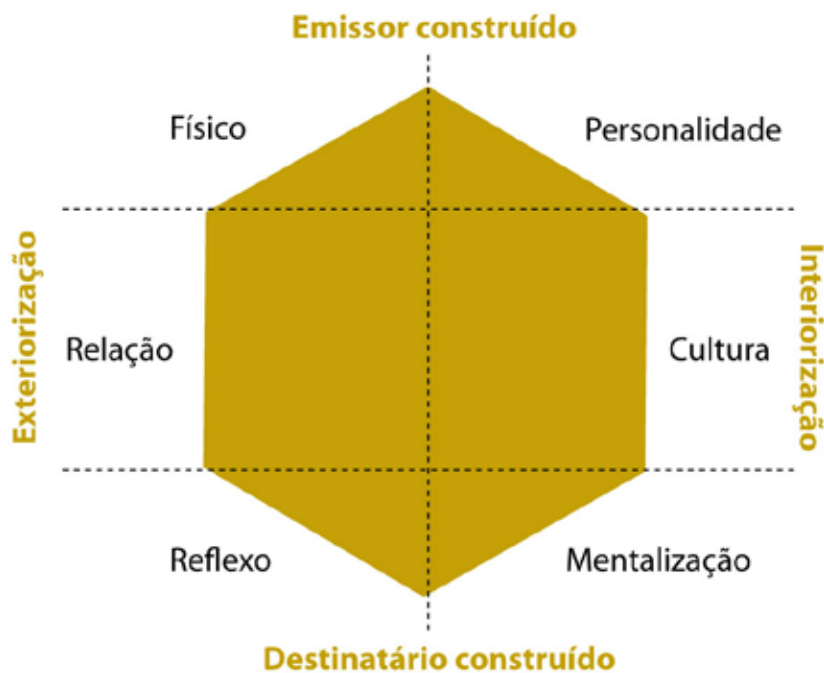 Emissor construído
Físico
Personalidade
Exteriorização
Relação
Cultura
Interiorização
Reflexo
Mentalização
Destinatário construído